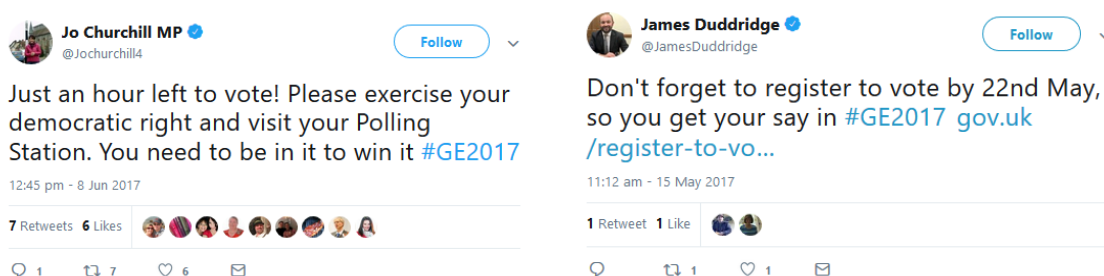 Jo Churchill MP
@Jochurchill4
Follow
Just an hour left to vote! Please exercise your
democratic right and visit your Polling
Station. You need to be in it to win it #GE2017
12:45 pm - 8 Jun 2017
7 Retweets 6 Likes
1 7 6
James Duddridge
@JamesDuddridge
Follow
Don't forget to register to vote by 22nd May,
so you get your say in #GE2017 gov.uk
/register-to-vo...
11:12 am - 15 May 2017
1 Retweet 1 Like
1 1